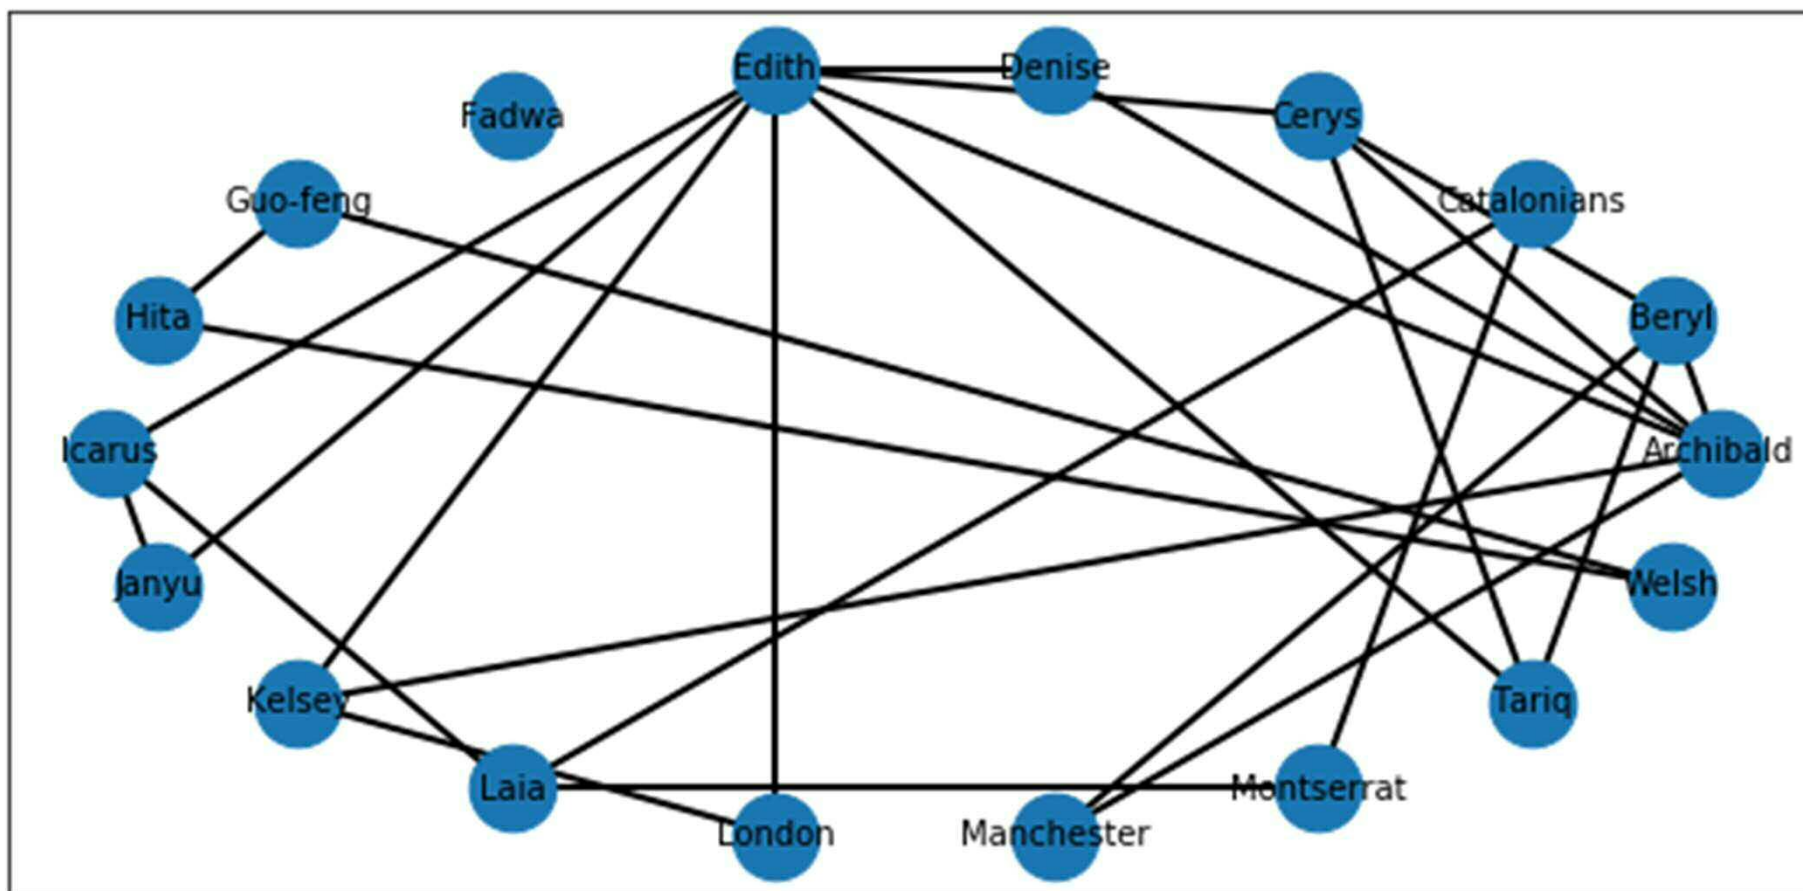 Edith
Denise
Fadwa
Cerys
Guo-feng
Catalonians
Hita
Beryl
Icarus
Archibald
Janyu
Welsh
Kelsey
Tariq
Laia
Montserrat
London
Manchester